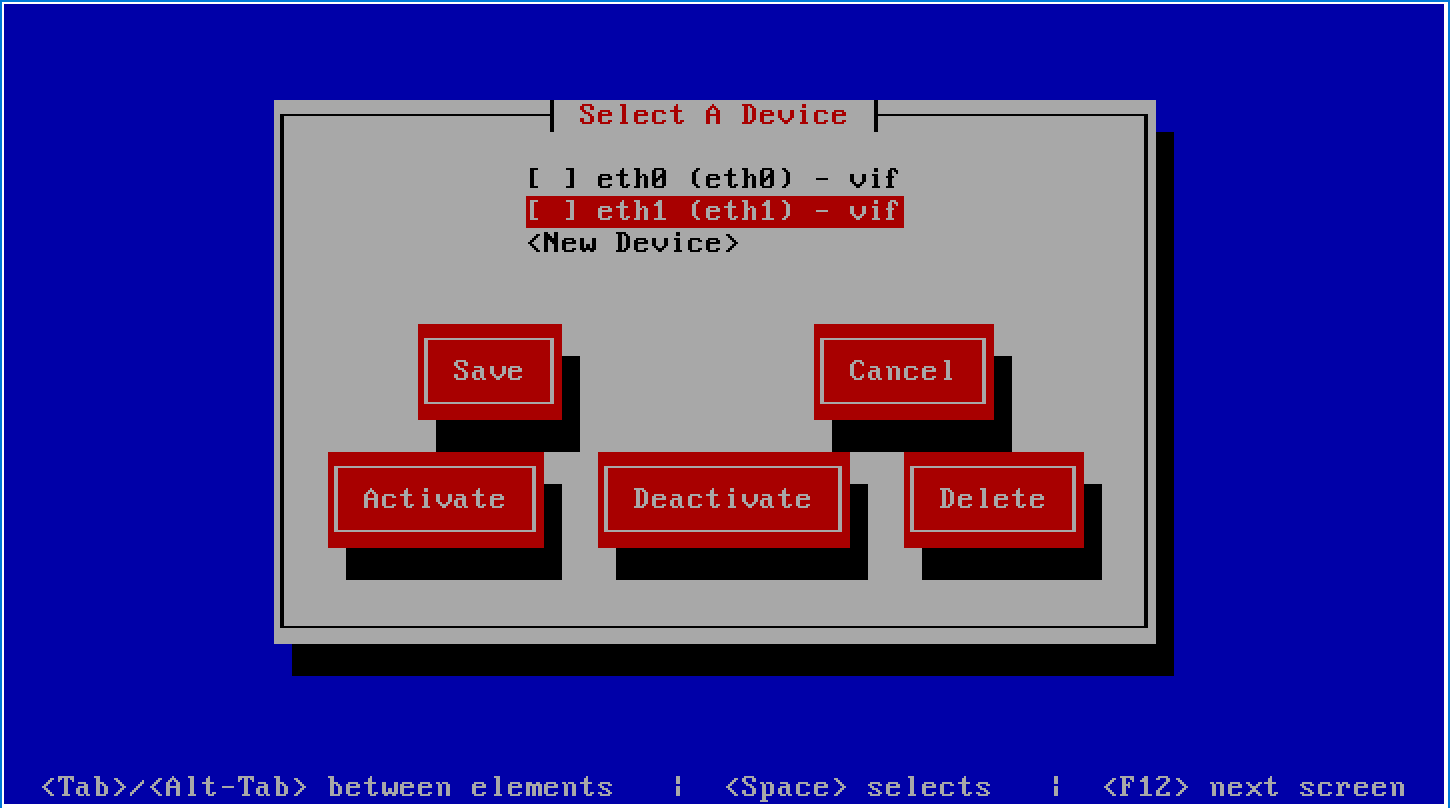 Select A Device
[ ] eth0 (eth0) - vif
[ ] eth1 (eth1) - vif
<New Device>
Save Cancel
Activate Deactivate Delete
<Tab>/<Alt-Tab> between elements | <Space> selects | <F12> next screen